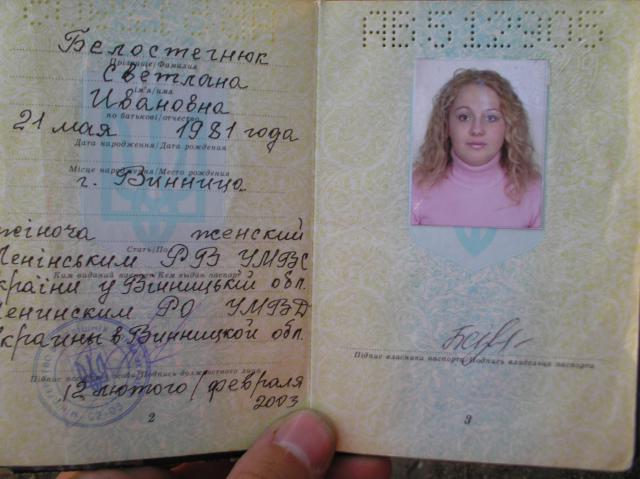 Белостегнюк
Прізвище/Фамилия
Светлана
ім'я/имя
Ивановна
по батькові/отчество
21 мая 1981 года
Дата народження/Дата рождения
Місце народження/Место рождения
г. Винница
жіноча женский
Стать/По
Ленінським РВ УМВС
Ким виданий паспорт/Кем выдан паспорт
країни у Вінницькій обл.
Ленинским РО УМВД
Украины в Винницкой обл.
Підпис посадової особи/Подпись должностного лица
12 лютого/февраля
2003
2
АВ512905
Підпис власника паспорта/Подпись владельца паспорта
3